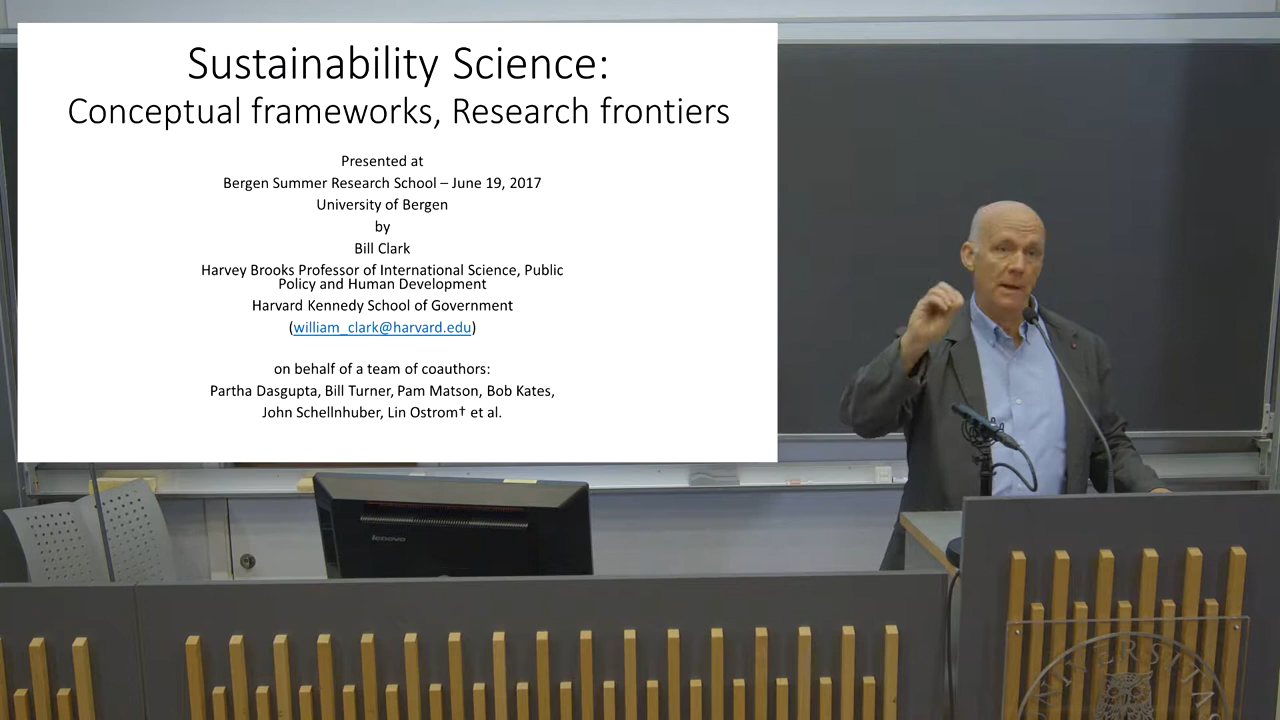 Sustainability Science:
Conceptual frameworks, Research frontiers
Presented at
Bergen Summer Research School – June 19, 2017
University of Bergen
by
Bill Clark
Harvey Brooks Professor of International Science, Public
Policy and Human Development
Harvard Kennedy School of Government
(william_clark@harvard.edu)
on behalf of a team of coauthors:
Partha Dasgupta, Bill Turner, Pam Matson, Bob Kates,
John Schellnhuber, Lin Ostrom† et al.
lenovo